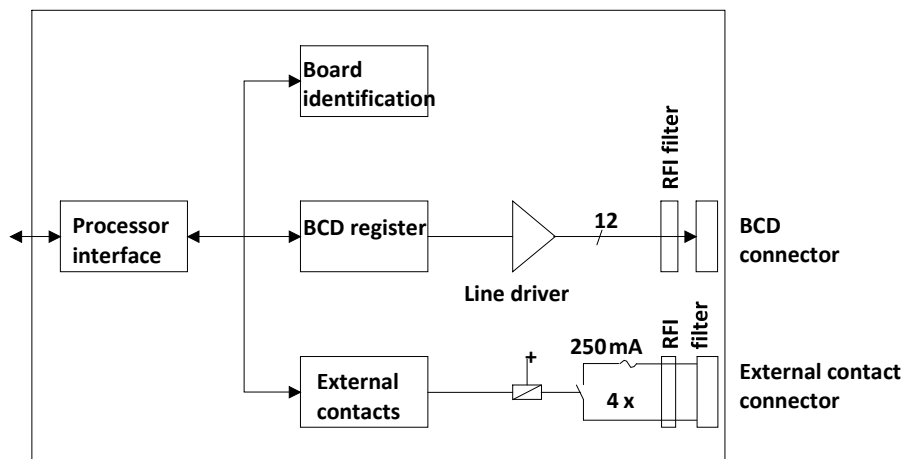 Board
identification
RFI filter
Processor
interface
BCD register
12
BCD
connector
Line driver
RFI
filter
250 mA
+
External
contacts
4 x
External contact
connector